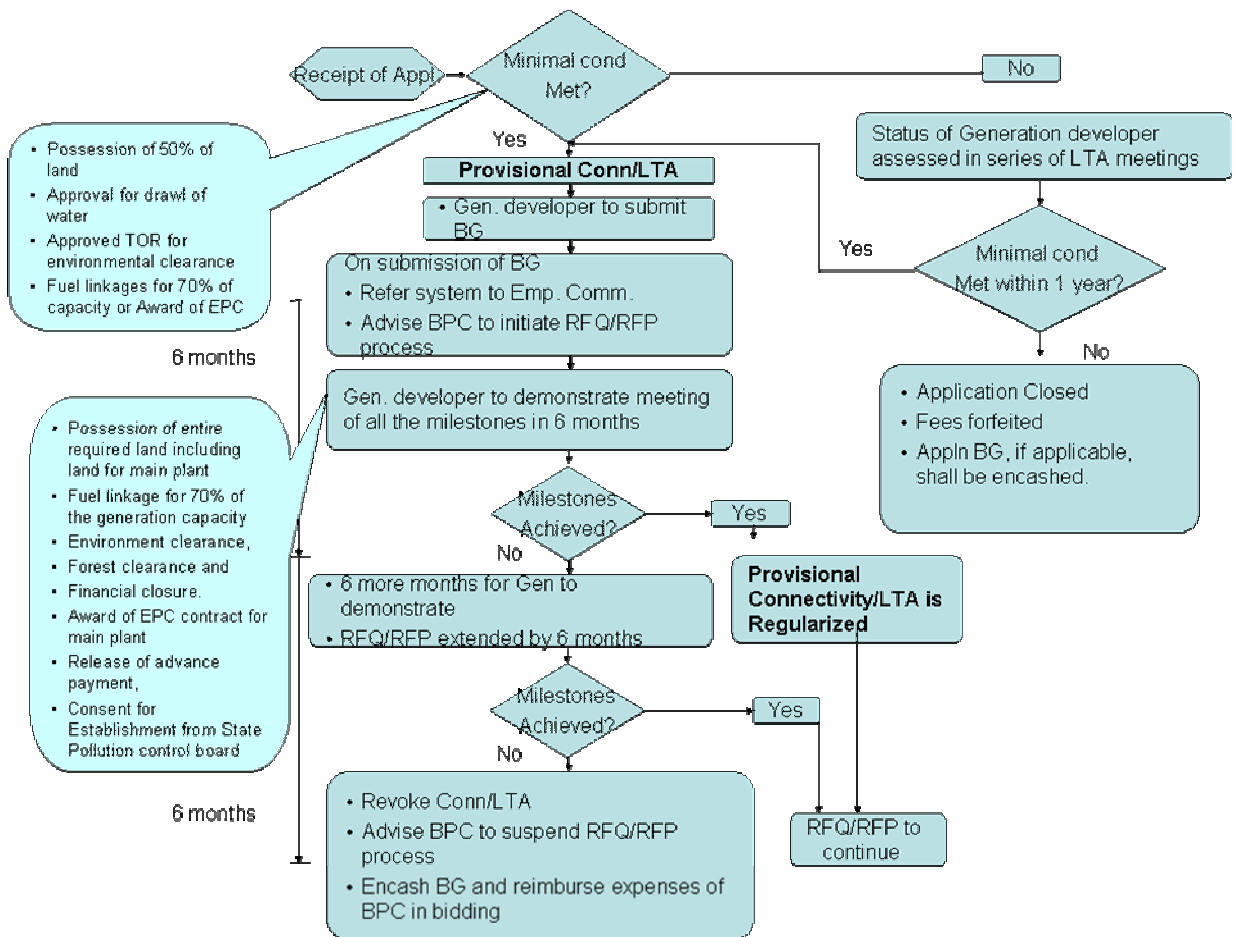 Receipt of Appl
Minimal cond
Met?
No
Yes
• Possession of 50% of
land
• Approval for drawl of
water
• Approved TOR for
environmental clearance
• Fuel linkages for 70% of
capacity or Award of EPC
Provisional Conn/LTA
• Gen. developer to submit
BG
On submission of BG
• Refer system to Emp. Comm.
• Advise BPC to initiate RFQ/RFP
process
Status of Generation developer
assessed in series of LTA meetings
Yes
Minimal cond
Met within 1 year?
No
• Application Closed
• Fees forfeited
• Appln BG, if applicable,
shall be encashed.
6 months
Gen. developer to demonstrate meeting
of all the milestones in 6 months
• Possession of entire
required land including
land for main plant
• Fuel linkage for 70% of
the generation capacity
• Environment clearance,
• Forest clearance and
• Financial closure.
• Award of EPC contract for
main plant
• Release of advance
payment,
• Consent for
Establishment from State
Pollution control board
Milestones
Achieved?
Yes
No
• 6 more months for Gen to
demonstrate
• RFQ/RFP extended by 6 months
Provisional
Connectivity/LTA is
Regularized
Milestones
Achieved?
Yes
No
6 months
• Revoke Conn/LTA
• Advise BPC to suspend RFQ/RFP
process
• Encash BG and reimburse expenses of
BPC in bidding
RFQ/RFP to
continue